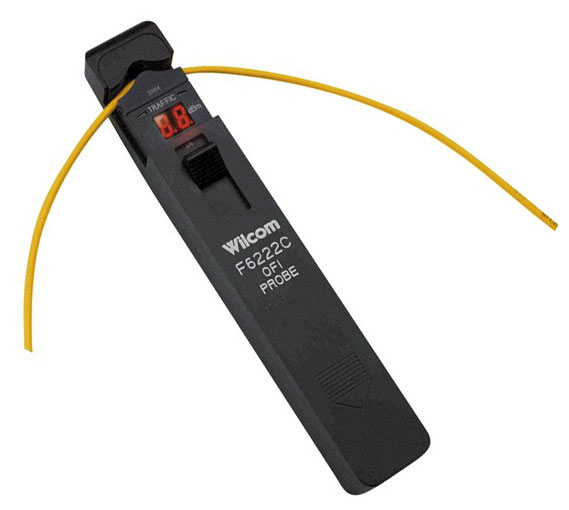 TRAFFIC
8.8
dBm
Wilcom
F6222C
OFI
PROBE